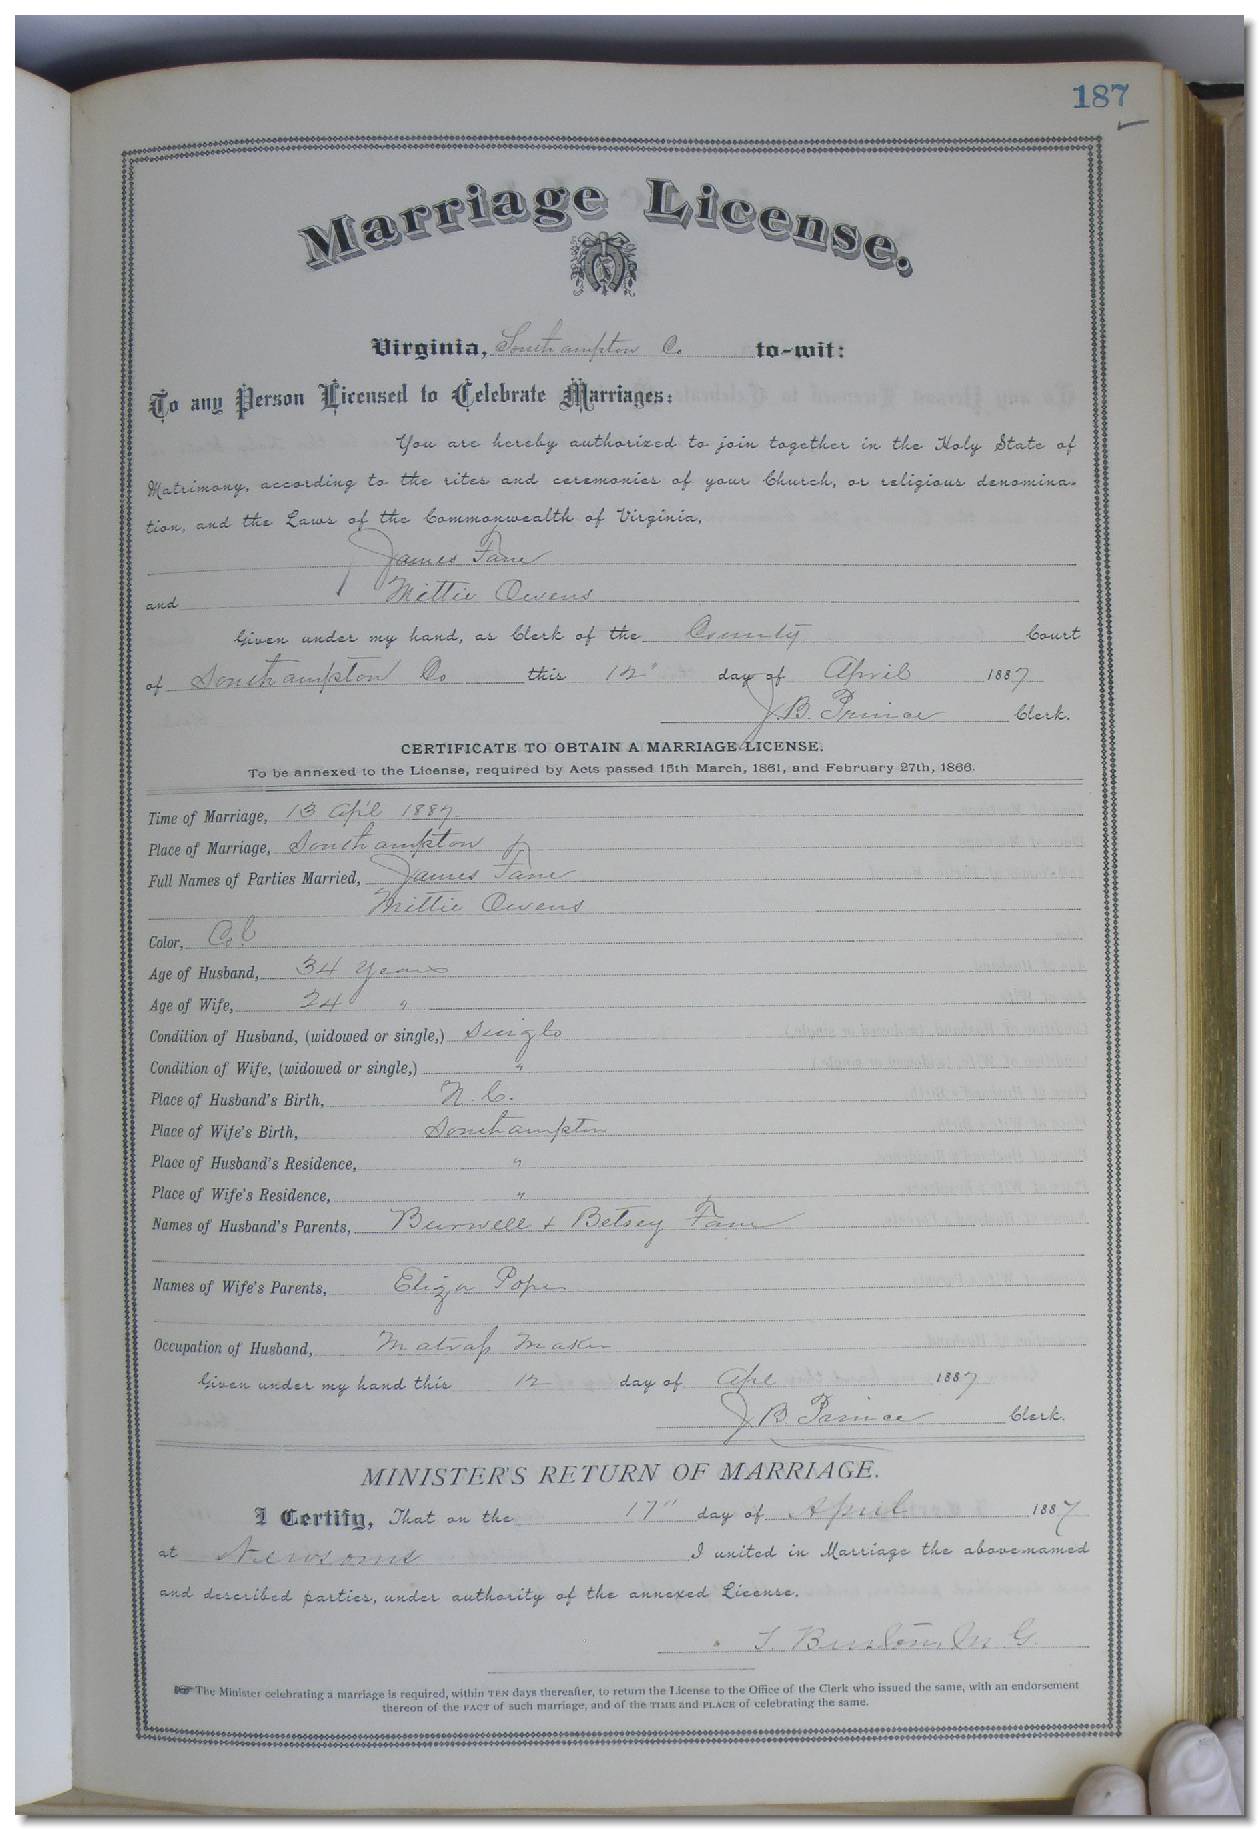 187
Marriage License.
Virginia, Southampton Co to-wit:
To any Person Licensed to Celebrate Marriages:
You are hereby authorized to join together in the Holy State of
Matrimony, according to the rites and ceremonies of your Church, or religious denomina-
tion, and the Laws of the Commonwealth of Virginia,
James
and Mittie Owens
Given under my hand, as Clerk of the County Court
of Southampton Co this 12" day of April 1887
J. B. Prince Clerk.
CERTIFICATE TO OBTAIN A MARRIAGE LICENSE.
To be annexed to the License, required by Acts passed 15th March, 1861, and February 27th, 1866.
Time of Marriage, 13 Apl 1887
Place of Marriage, Southampton
Full Names of Parties Married, James
Mittie Owens
Color, Col
Age of Husband, 34 years
Age of Wife, 24 "
Condition of Husband, (widowed or single,) Single
Condition of Wife, (widowed or single,) "
Place of Husband's Birth, N. C.
Place of Wife's Birth, Southampton
Place of Husband's Residence, "
Place of Wife's Residence, "
Names of Husband's Parents, Burwell & Betsey
Names of Wife's Parents, Eliza Pope
Occupation of Husband, Matrass Maker
Given under my hand this 12 day of Apl 1887
J B. Prince Clerk.
MINISTER'S RETURN OF MARRIAGE.
I Certify, That on the 17" day of April 1887
at Newsoms I united in Marriage the above-named
and described parties, under authority of the annexed License.
M. G.
The Minister celebrating a marriage is required, within TEN days thereafter, to return the License to the Office of the Clerk who issued the same, with an endorsement
thereon of the FACT of such marriage, and of the TIME and PLACE of celebrating the same.